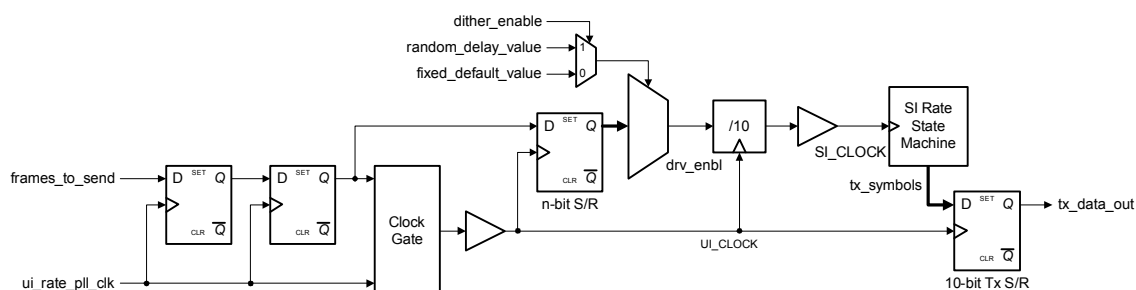 dither_enable
random_delay_value
1
fixed_default_value
0
D SET Q
CLR Q
n-bit S/R
drv_enbl
/10
SI_CLOCK
SI Rate
State
Machine
tx_symbols
frames_to_send
D SET Q
CLR Q
D SET Q
CLR Q
Clock
Gate
UI_CLOCK
D SET Q
CLR Q
10-bit Tx S/R
tx_data_out
ui_rate_pll_clk